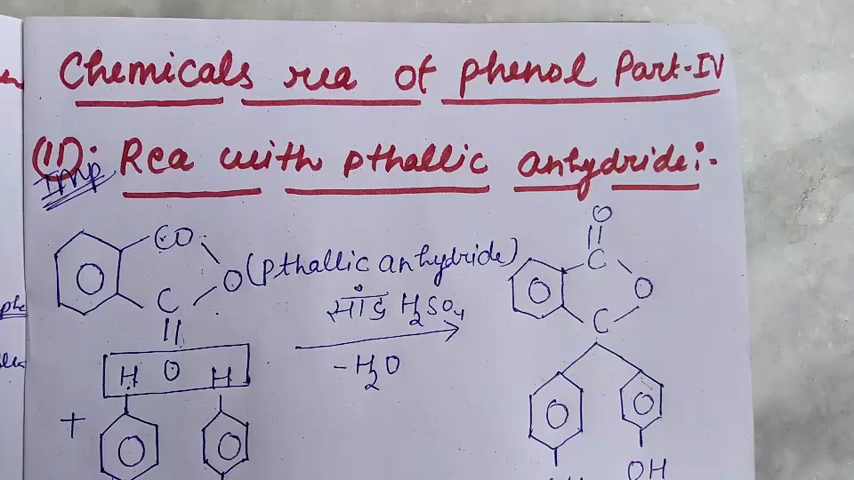 Chemicals rea of phenol Part-IV
(11):- Rea with pthallic anhydride:-
IMP
CO
O (pthallic anhydride)
C
O
सांद्र H₂SO₄
-H₂O
H O H
+
O
C
O
C
OH